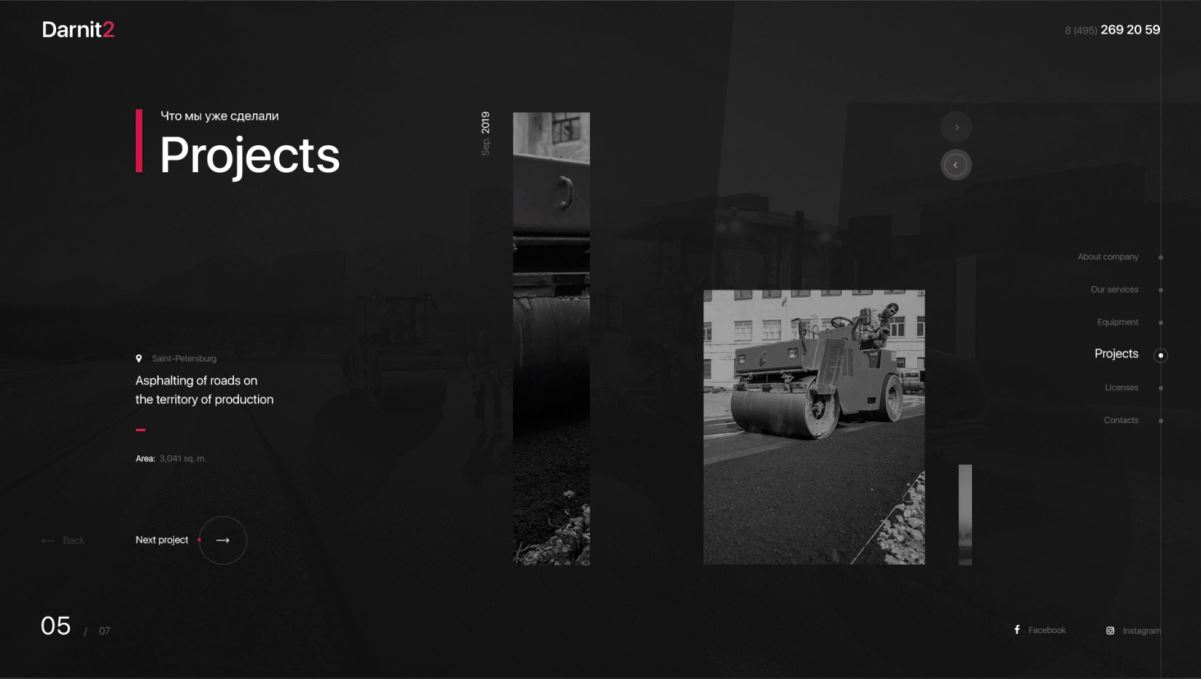 Darnit2
8 (495) 269 20 59
Что мы уже сделали
Projects
Sep. 2019
About company
Our services
Equipment
Projects
Licenses
Contacts
Saint-Petersburg
Asphalting of roads on
the territory of production
Area: 3,041 sq. m.
Back
Next project
05 / 07
Facebook
Instagram